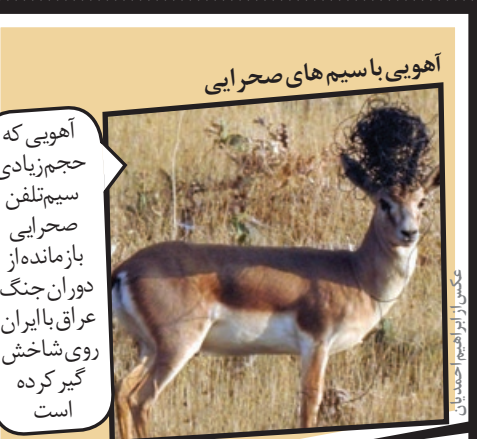 آهویی با سیم های صحرایی
آهویی که
حجم زیادی
سیم تلفن
صحرایی
بازمانده از
دوران جنگ
عراق با ایران
روی شاخش
گیر کرده
است
عکس از ابراهیم احمدیان